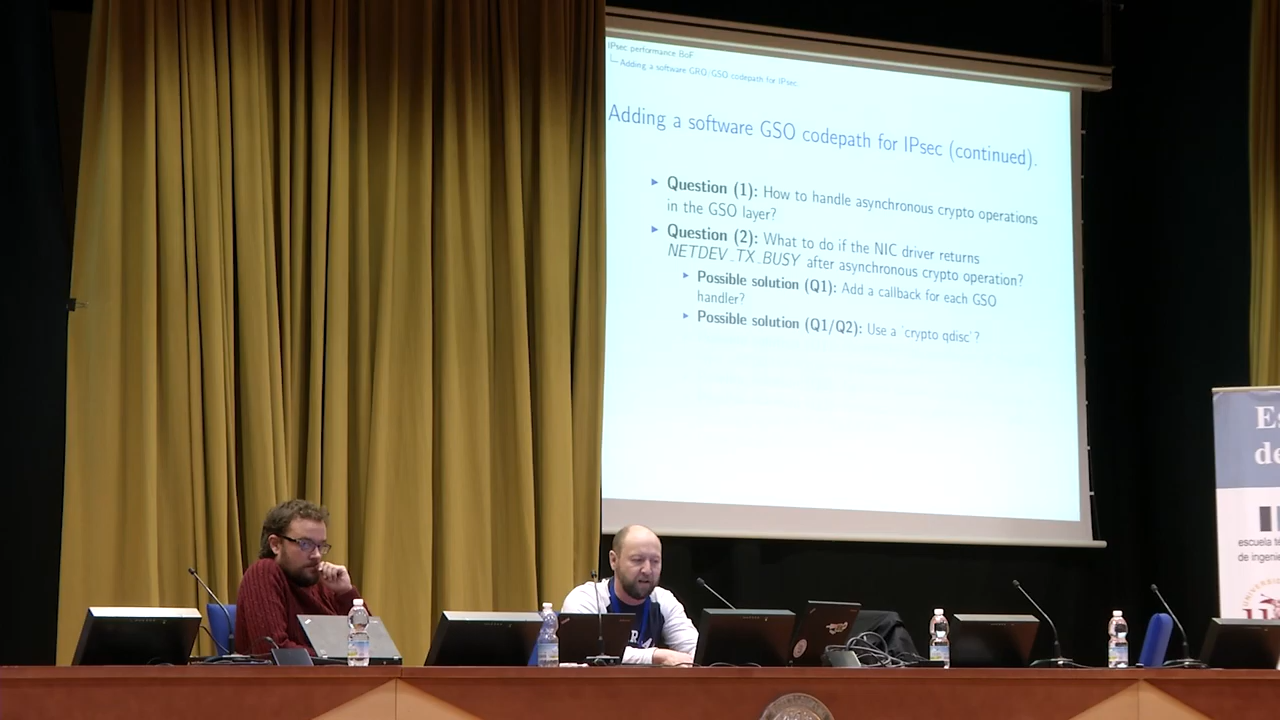 IPsec performance BoF
Adding a software GRO/GSO codepath for IPsec
Adding a software GSO codepath for IPsec (continued).
Question (1): How to handle asynchronous crypto operations
in the GSO layer?
Question (2): What to do if the NIC driver returns
NETDEV_TX_BUSY after asynchronous crypto operation?
Possible solution (Q1): Add a callback for each GSO
handler?
Possible solution (Q1/Q2): Use a 'crypto qdisc'?
Es
de
escuela té
de ingenie